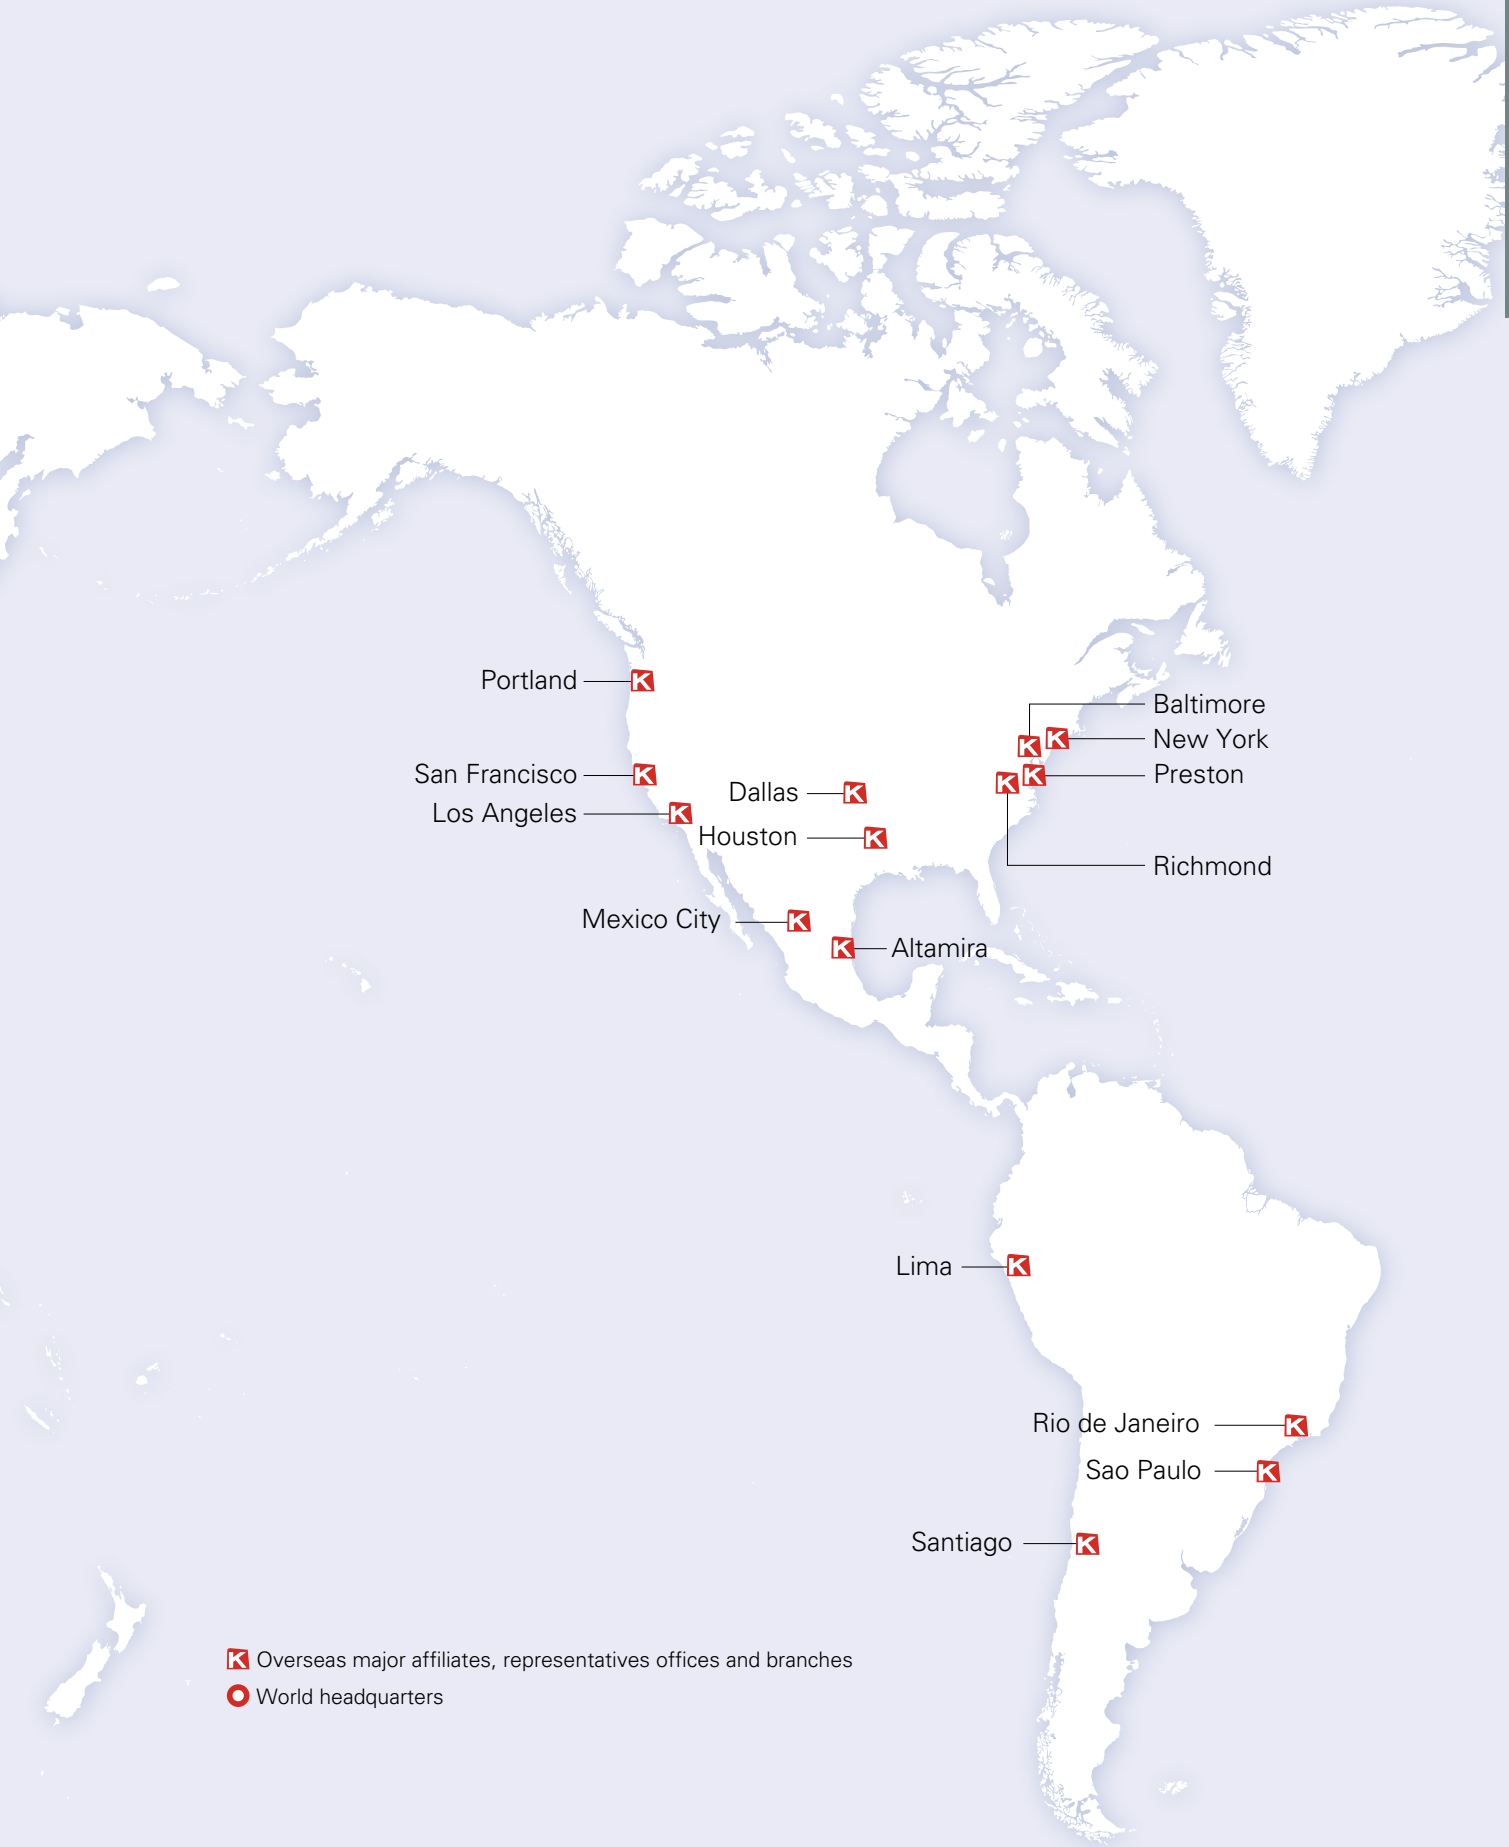 Portland
Baltimore
New York
San Francisco
Preston
Dallas
Los Angeles
Houston
Richmond
Mexico City
Altamira
Lima
Rio de Janeiro
Sao Paulo
Santiago
K Overseas major affiliates, representatives offices and branches
World headquarters